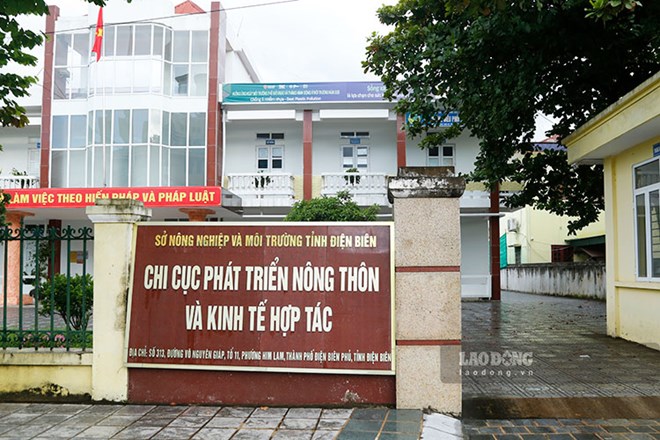 LÀM VIỆC THEO HIẾN PHÁP VÀ PHÁP LUẬT
SỞ NÔNG NGHIỆP VÀ MÔI TRƯỜNG TỈNH ĐIỆN BIÊN
CHI CỤC PHÁT TRIỂN NÔNG THÔN
VÀ KINH TẾ HỢP TÁC
ĐỊA CHỈ: SỐ 313, ĐƯỜNG VÕ NGUYÊN GIÁP, TỔ 11, PHƯỜNG HIM LAM, THÀNH PHỐ ĐIỆN BIÊN PHỦ, TỈNH ĐIỆN BIÊN
LAO ĐỘNG
laodong.vn